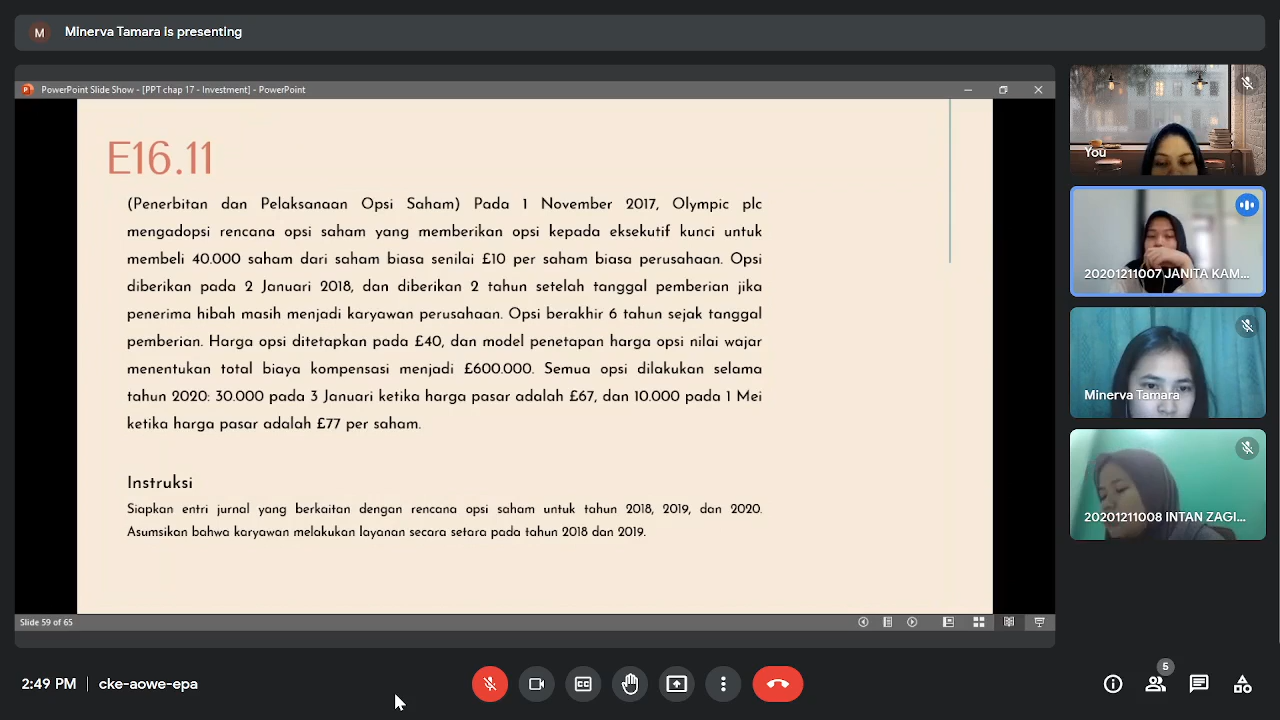 M Minerva Tamara is presenting
PowerPoint Slide Show - [PPT chap 17 - Investment] - PowerPoint
E16.11
(Penerbitan dan Pelaksanaan Opsi Saham) Pada 1 November 2017, Olympic plc
mengadopsi rencana opsi saham yang memberikan opsi kepada eksekutif kunci untuk
membeli 40.000 saham dari saham biasa senilai £10 per saham biasa perusahaan. Opsi
diberikan pada 2 Januari 2018, dan diberikan 2 tahun setelah tanggal pemberian jika
penerima hibah masih menjadi karyawan perusahaan. Opsi berakhir 6 tahun sejak tanggal
pemberian. Harga opsi ditetapkan pada £40, dan model penetapan harga opsi nilai wajar
menentukan total biaya kompensasi menjadi £600.000. Semua opsi dilakukan selama
tahun 2020: 30.000 pada 3 Januari ketika harga pasar adalah £67, dan 10.000 pada 1 Mei
ketika harga pasar adalah £77 per saham.
Instruksi
Siapkan entri jurnal yang berkaitan dengan rencana opsi saham untuk tahun 2018, 2019, dan 2020.
Asumsikan bahwa karyawan melakukan layanan secara setara pada tahun 2018 dan 2019.
Slide 59 of 65
You
20201211007 JANITA KAM...
Minerva Tamara
20201211008 INTAN ZAGI...
2:49 PM | cke-aowe-epa
5